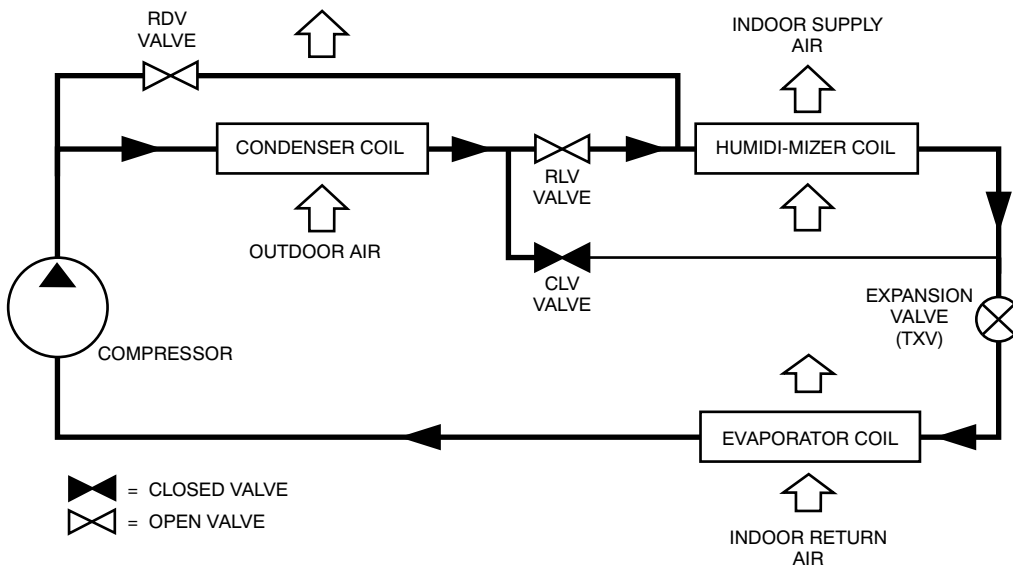 RDV
VALVE
INDOOR SUPPLY
AIR
CONDENSER COIL
HUMIDI-MIZER COIL
RLV
VALVE
OUTDOOR AIR
CLV
VALVE
EXPANSION
VALVE
(TXV)
COMPRESSOR
EVAPORATOR COIL
= CLOSED VALVE
= OPEN VALVE
INDOOR RETURN
AIR